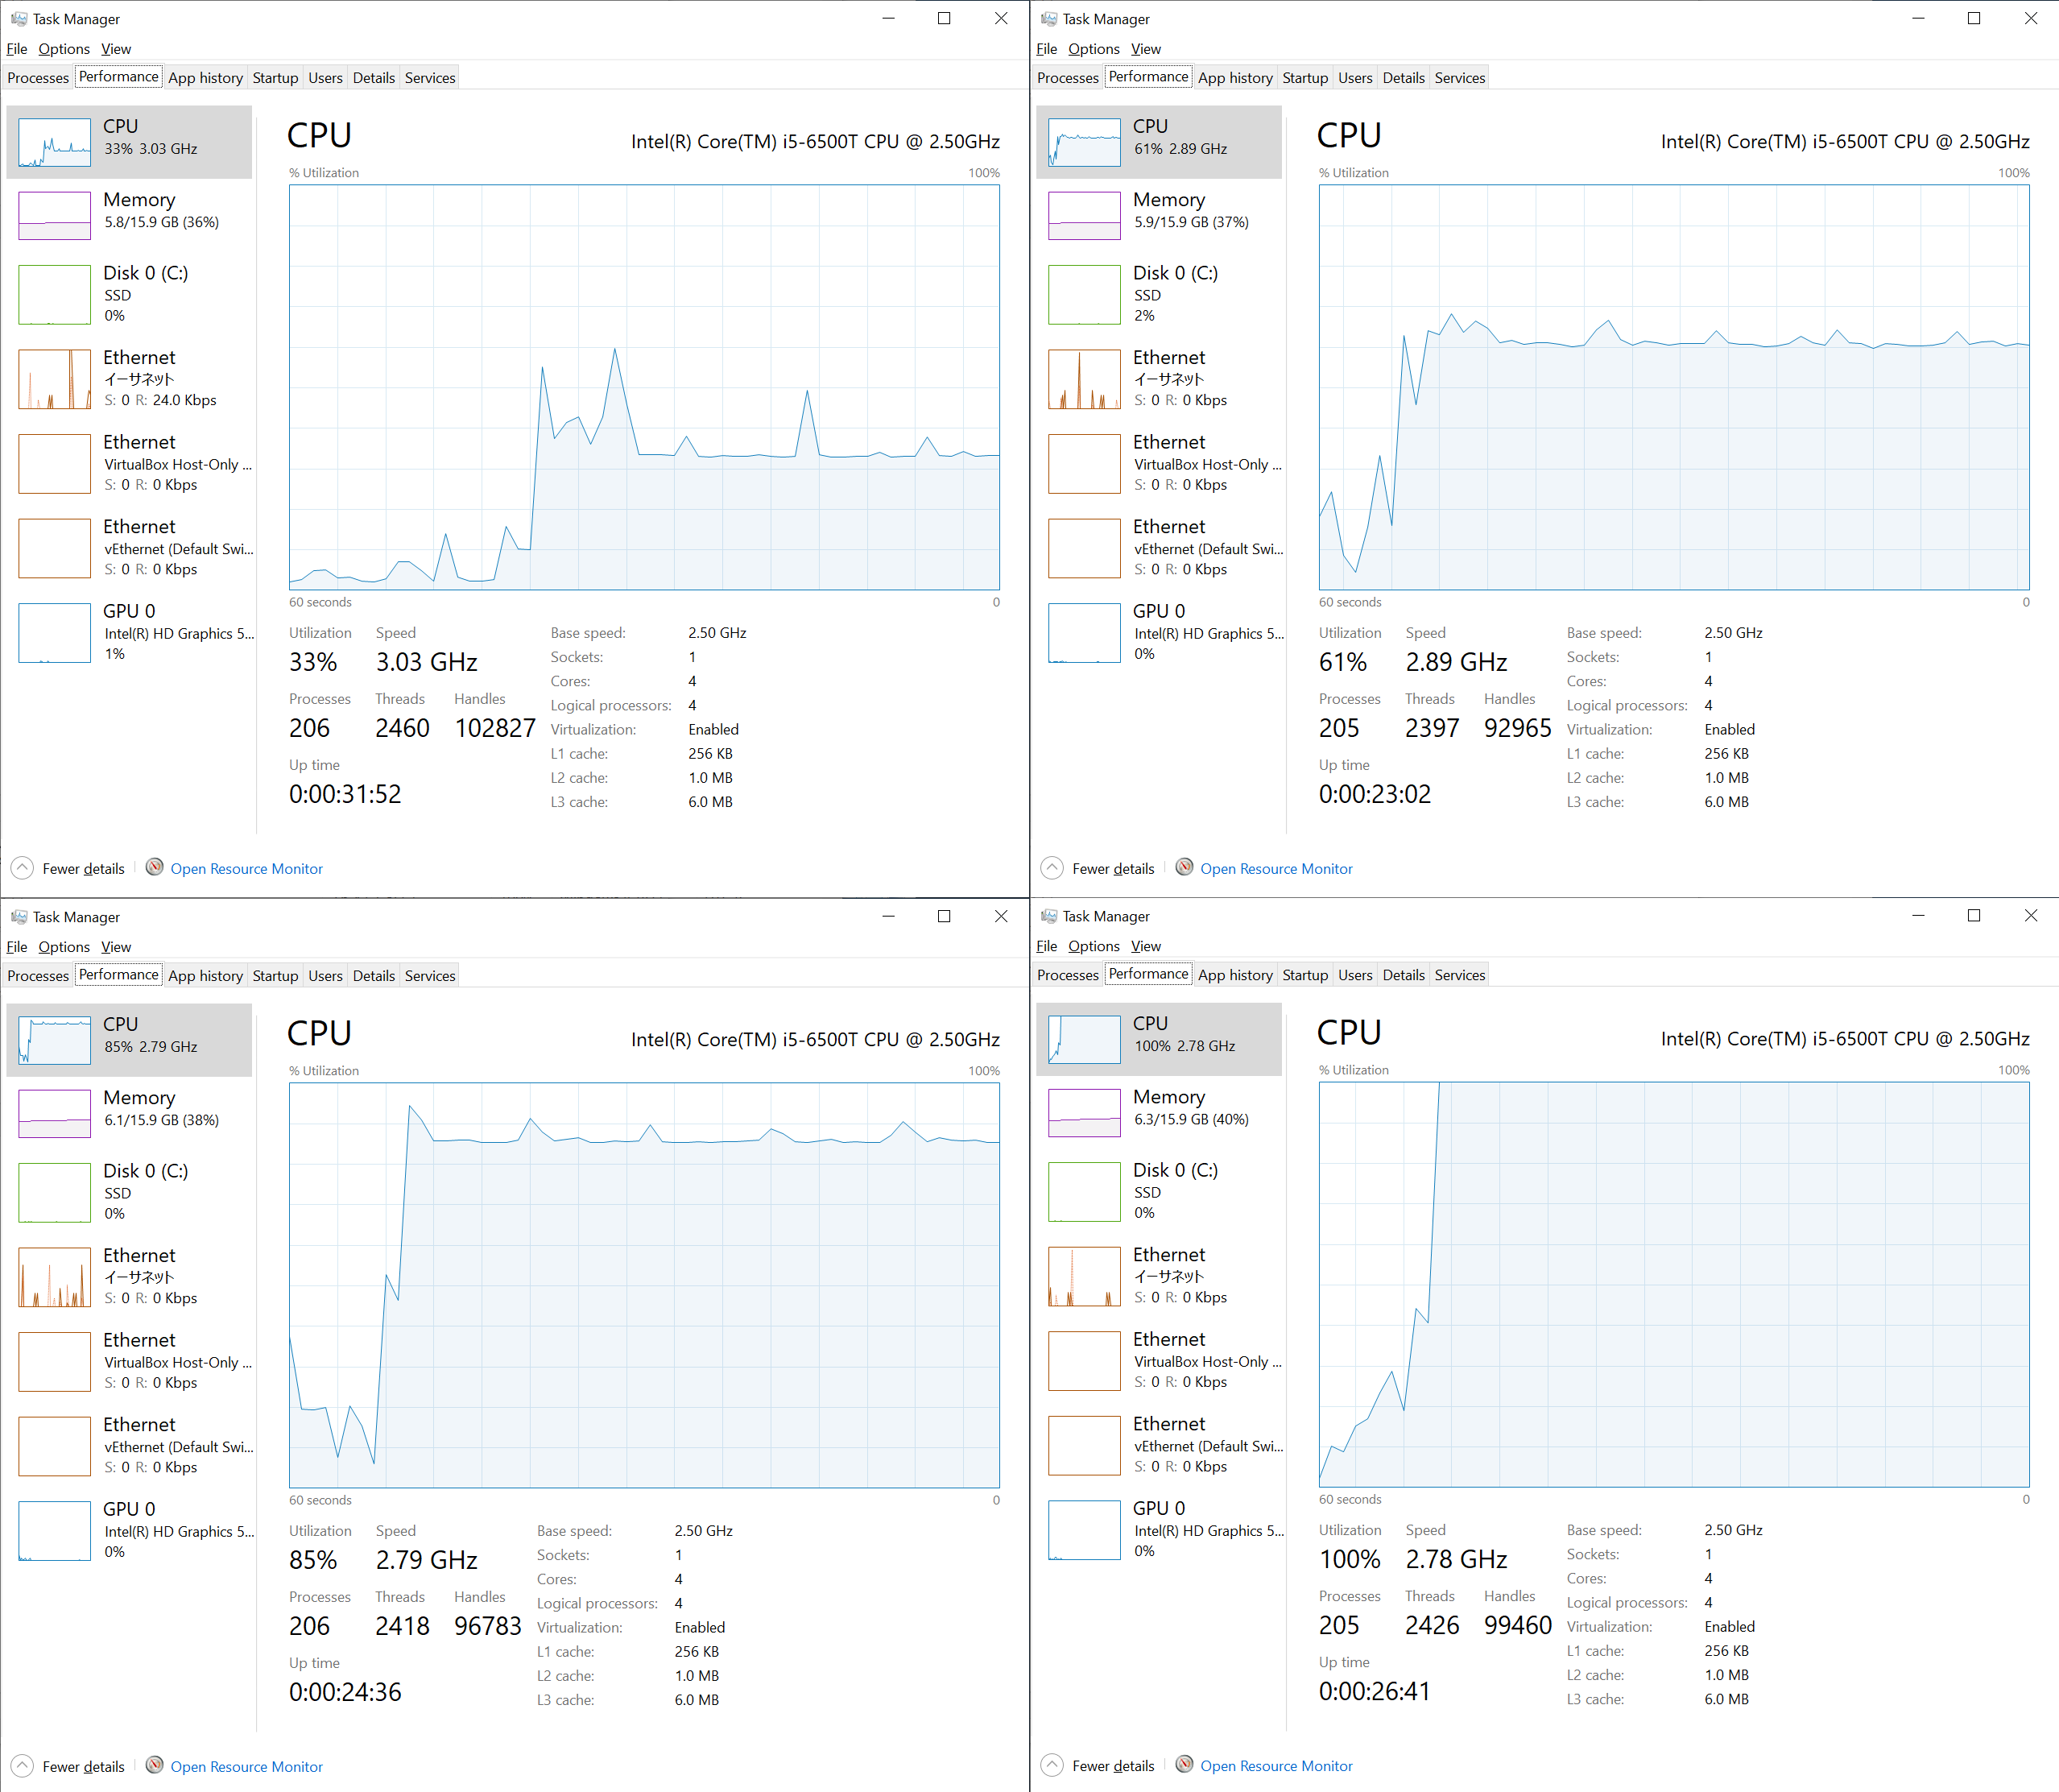 Task Manager
File Options View
Processes Performance App history Startup Users Details Services
CPU
33% 3.03 GHz
Memory
5.8/15.9 GB (36%)
Disk 0 (C:)
SSD
0%
Ethernet
イーサネット
S: 0 R: 24.0 Kbps
Ethernet
VirtualBox Host-Only ...
S: 0 R: 0 Kbps
Ethernet
vEthernet (Default Swi...
S: 0 R: 0 Kbps
GPU 0
Intel(R) HD Graphics 5...
1%
CPU Intel(R) Core(TM) i5-6500T CPU @ 2.50GHz
% Utilization 100%
60 seconds 0
Utilization Speed
33% 3.03 GHz
Processes Threads Handles
206 2460 102827
Up time
0:00:31:52
Base speed: 2.50 GHz
Sockets: 1
Cores: 4
Logical processors: 4
Virtualization: Enabled
L1 cache: 256 KB
L2 cache: 1.0 MB
L3 cache: 6.0 MB
Fewer details Open Resource Monitor
Task Manager
File Options View
Processes Performance App history Startup Users Details Services
CPU
61% 2.89 GHz
Memory
5.9/15.9 GB (37%)
Disk 0 (C:)
SSD
2%
Ethernet
イーサネット
S: 0 R: 0 Kbps
Ethernet
VirtualBox Host-Only ...
S: 0 R: 0 Kbps
Ethernet
vEthernet (Default Swi...
S: 0 R: 0 Kbps
GPU 0
Intel(R) HD Graphics 5...
0%
CPU Intel(R) Core(TM) i5-6500T CPU @ 2.50GHz
% Utilization 100%
60 seconds 0
Utilization Speed
61% 2.89 GHz
Processes Threads Handles
205 2397 92965
Up time
0:00:23:02
Base speed: 2.50 GHz
Sockets: 1
Cores: 4
Logical processors: 4
Virtualization: Enabled
L1 cache: 256 KB
L2 cache: 1.0 MB
L3 cache: 6.0 MB
Fewer details Open Resource Monitor
Task Manager
File Options View
Processes Performance App history Startup Users Details Services
CPU
85% 2.79 GHz
Memory
6.1/15.9 GB (38%)
Disk 0 (C:)
SSD
0%
Ethernet
イーサネット
S: 0 R: 0 Kbps
Ethernet
VirtualBox Host-Only ...
S: 0 R: 0 Kbps
Ethernet
vEthernet (Default Swi...
S: 0 R: 0 Kbps
GPU 0
Intel(R) HD Graphics 5...
0%
CPU Intel(R) Core(TM) i5-6500T CPU @ 2.50GHz
% Utilization 100%
60 seconds 0
Utilization Speed
85% 2.79 GHz
Processes Threads Handles
206 2418 96783
Up time
0:00:24:36
Base speed: 2.50 GHz
Sockets: 1
Cores: 4
Logical processors: 4
Virtualization: Enabled
L1 cache: 256 KB
L2 cache: 1.0 MB
L3 cache: 6.0 MB
Fewer details Open Resource Monitor
Task Manager
File Options View
Processes Performance App history Startup Users Details Services
CPU
100% 2.78 GHz
Memory
6.3/15.9 GB (40%)
Disk 0 (C:)
SSD
0%
Ethernet
イーサネット
S: 0 R: 0 Kbps
Ethernet
VirtualBox Host-Only ...
S: 0 R: 0 Kbps
Ethernet
vEthernet (Default Swi...
S: 0 R: 0 Kbps
GPU 0
Intel(R) HD Graphics 5...
0%
CPU Intel(R) Core(TM) i5-6500T CPU @ 2.50GHz
% Utilization 100%
60 seconds 0
Utilization Speed
100% 2.78 GHz
Processes Threads Handles
205 2426 99460
Up time
0:00:26:41
Base speed: 2.50 GHz
Sockets: 1
Cores: 4
Logical processors: 4
Virtualization: Enabled
L1 cache: 256 KB
L2 cache: 1.0 MB
L3 cache: 6.0 MB
Fewer details Open Resource Monitor